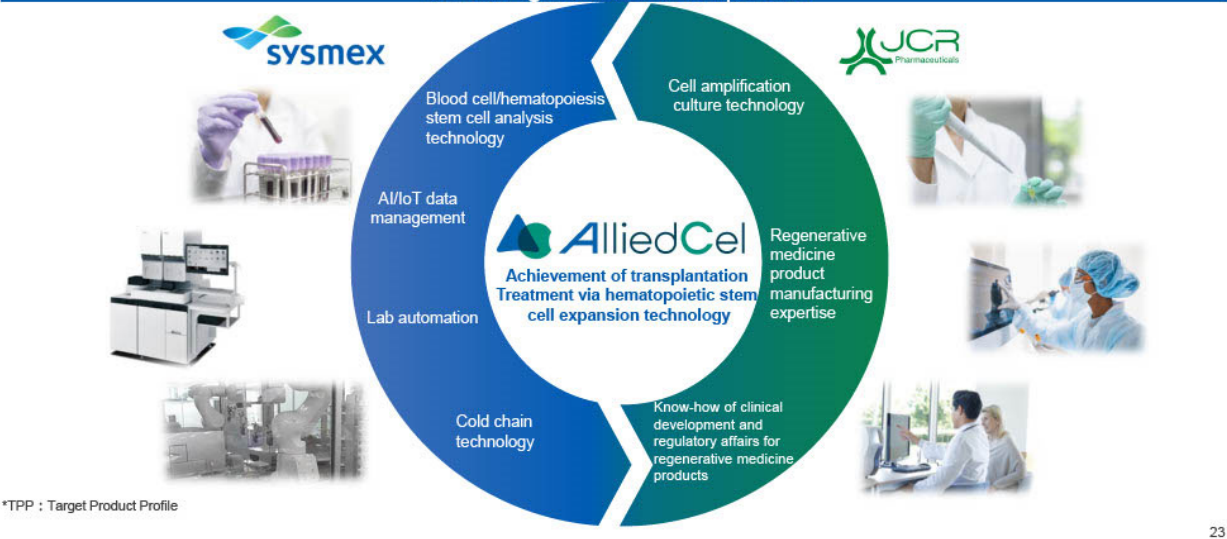 sysmex
JCR
Pharmaceuticals
Blood cell/hematopoiesis
stem cell analysis
technology
Cell amplification
culture technology
AI/IoT data
management
AlliedCel
Achievement of transplantation
Treatment via hematopoietic stem
cell expansion technology
Regenerative
medicine
product
manufacturing
expertise
Lab automation
Cold chain
technology
Know-how of clinical
development and
regulatory affairs for
regenerative medicine
products
*TPP：Target Product Profile
23